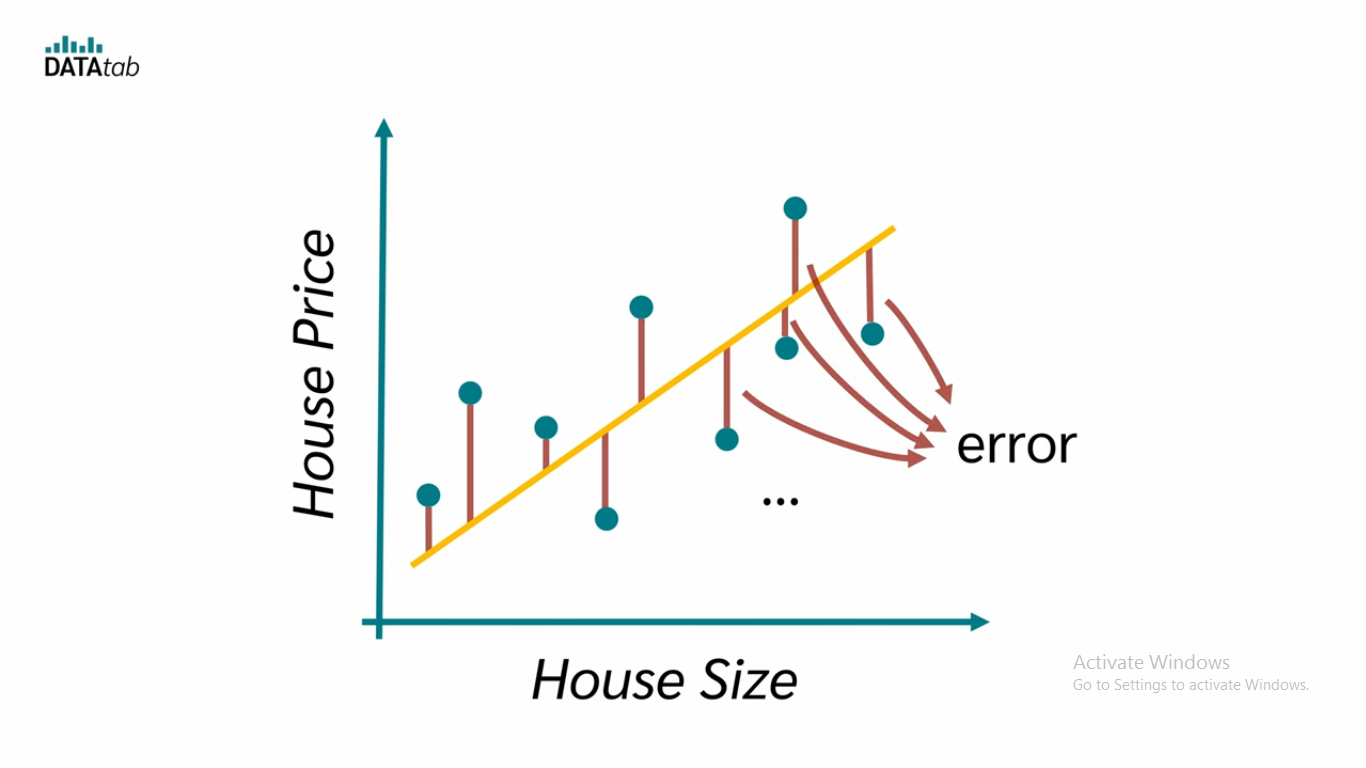 DATAtab
House Price
error
...
House Size
Activate Windows
Go to Settings to activate Windows.